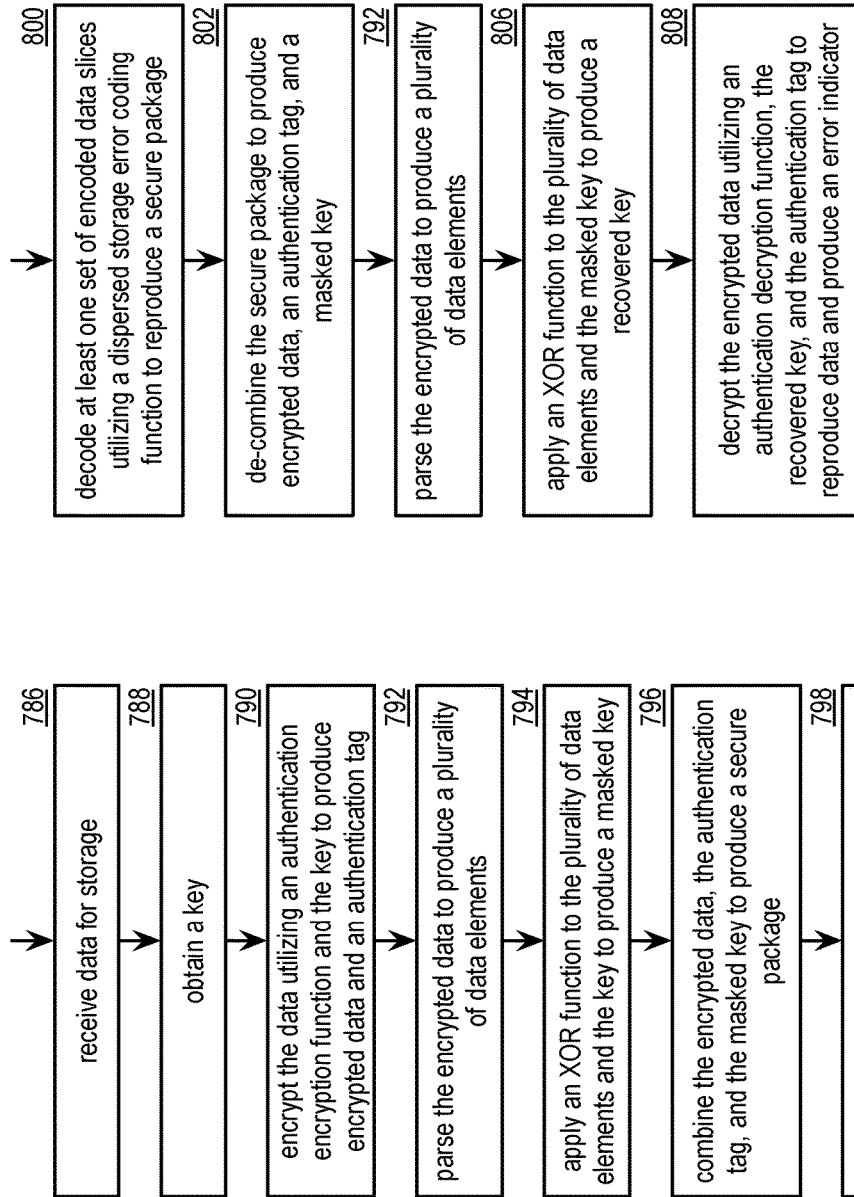 786
receive data for storage
788
obtain a key
790
encrypt the data utilizing an authentication
encryption function and the key to produce
encrypted data and an authentication tag
792
parse the encrypted data to produce a plurality
of data elements
794
apply an XOR function to the plurality of data
elements and the key to produce a masked key
796
combine the encrypted data, the authentication
tag, and the masked key to produce a secure
package
798
800
decode at least one set of encoded data slices
utilizing a dispersed storage error coding
function to reproduce a secure package
802
de-combine the secure package to produce
encrypted data, an authentication tag, and a
masked key
792
parse the encrypted data to produce a plurality
of data elements
806
apply an XOR function to the plurality of data
elements and the masked key to produce a
recovered key
808
decrypt the encrypted data utilizing an
authentication decryption function, the
recovered key, and the authentication tag to
reproduce data and produce an error indicator